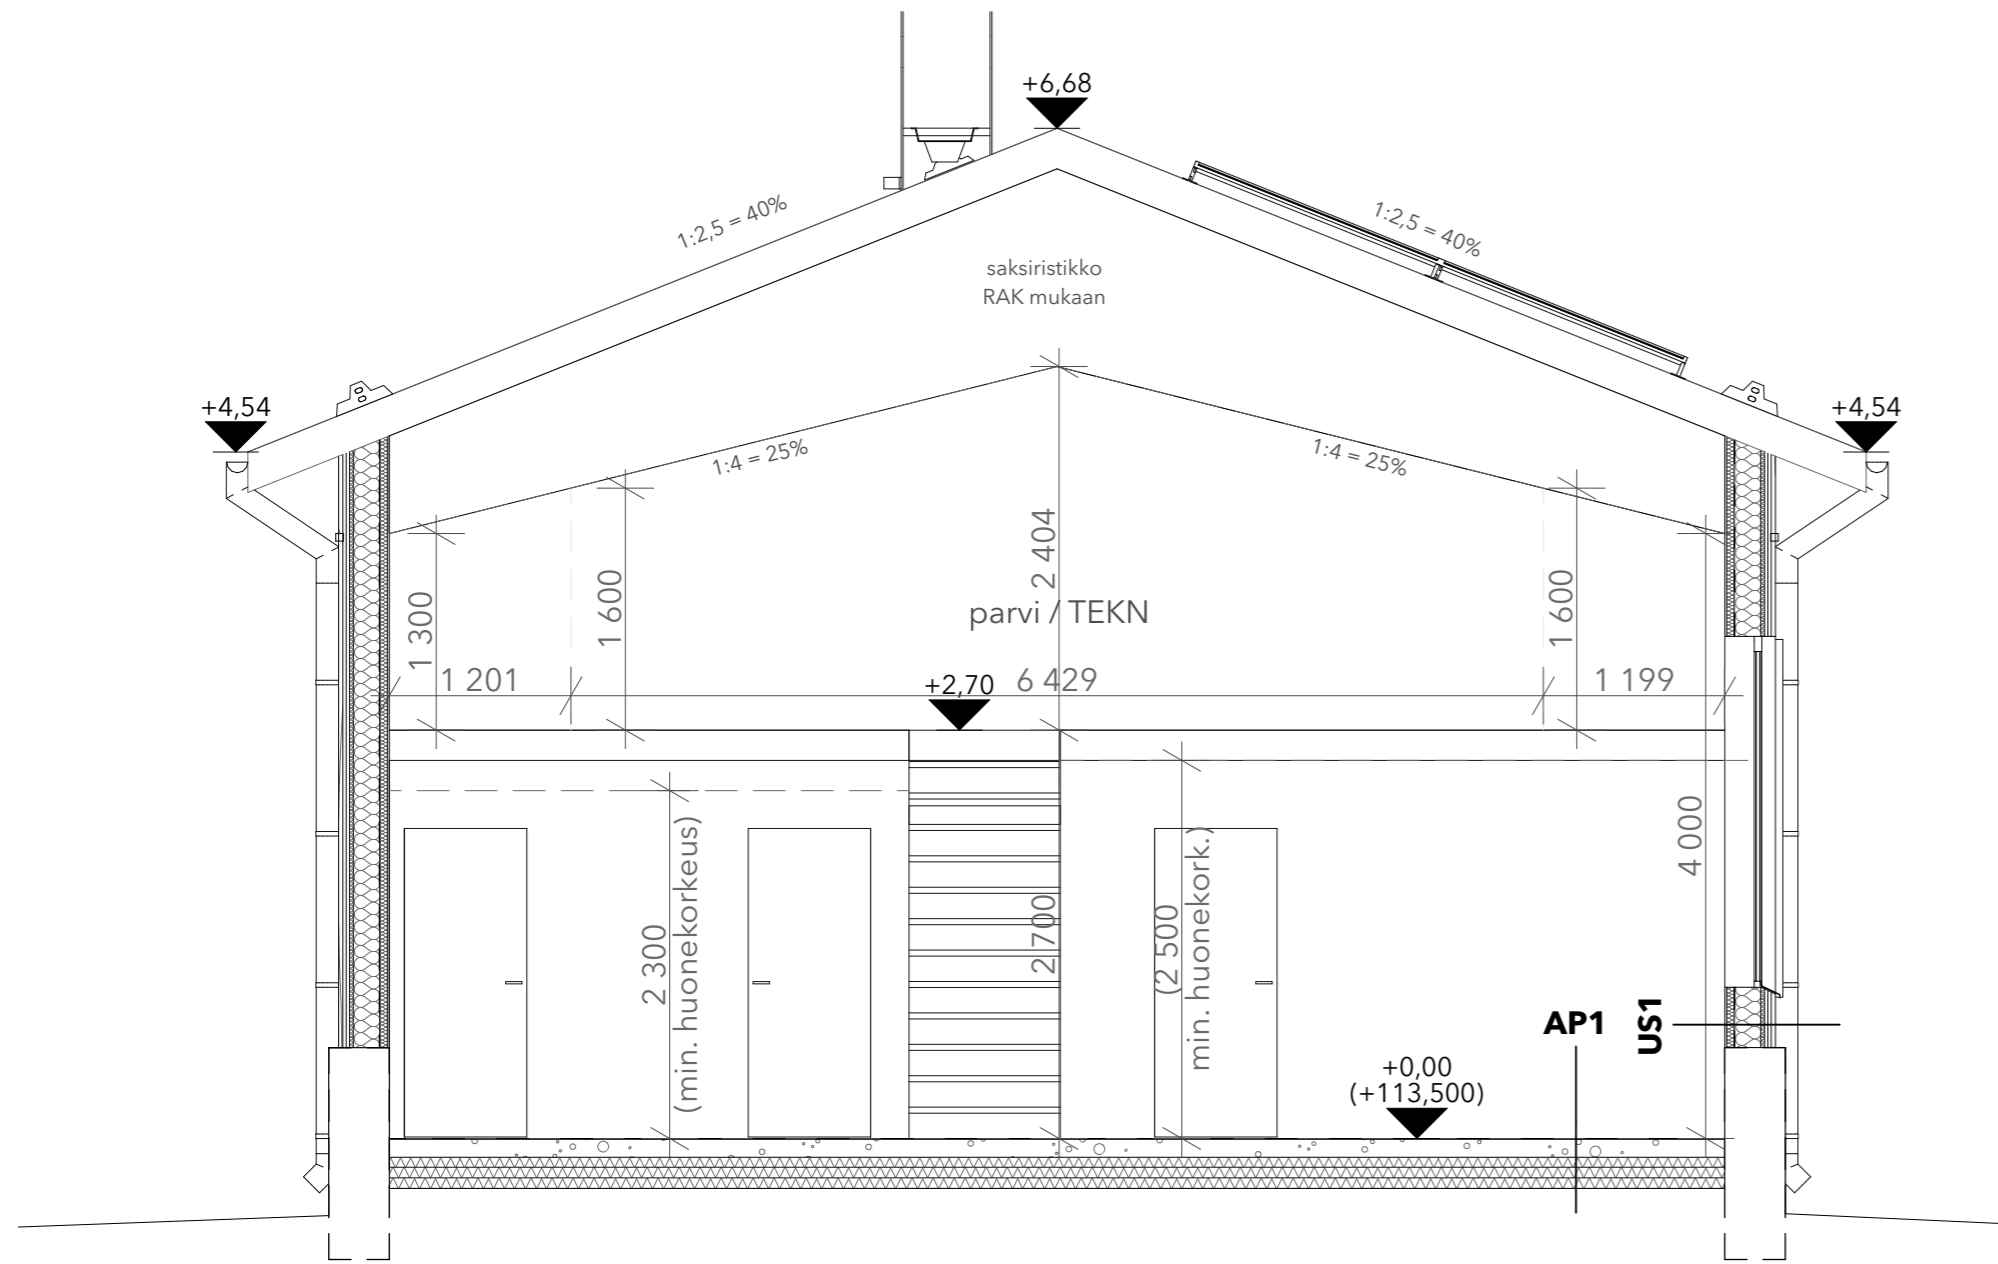 +6,68
1:2,5 = 40%
1:2,5 = 40%
saksiristikko
RAK mukaan
+4,54
+4,54
1:4 = 25%
1:4 = 25%
1 300
1 600
2 404
1 600
parvi / TEKN
1 201
+2,70
6 429
1 199
4 000
2 300
(min. huonekorkeus)
2 700
(2 500
min. huonekork.)
AP1
US1
+0,00
(+113,500)